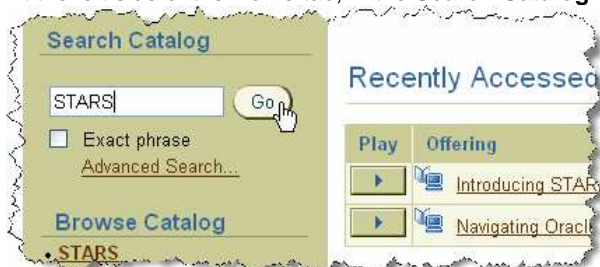 Search Catalog
STARS
Go
Exact phrase
Advanced Search...
Browse Catalog
STARS
Recently Accessed
Play Offering
Introducing STAR
Navigating Oracl